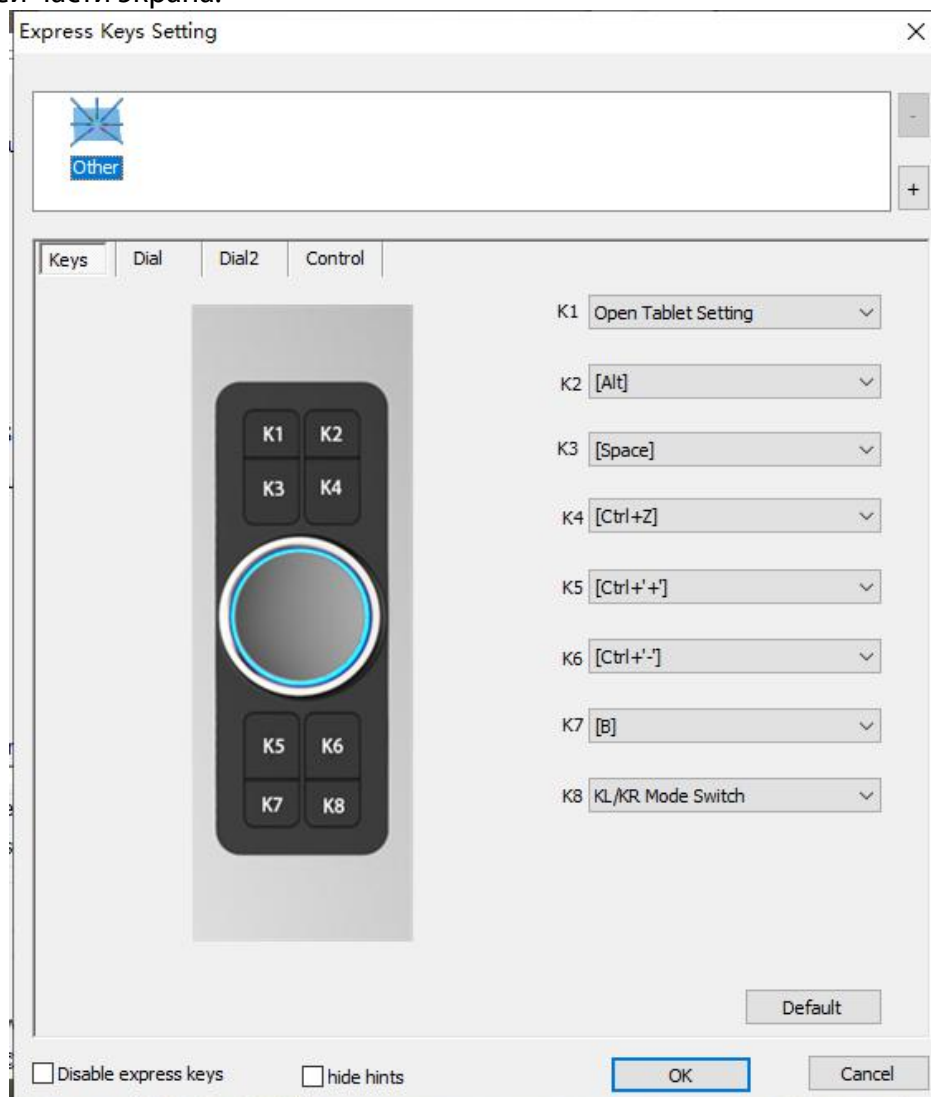 части экрана.
Express Keys Setting
-
Other
+
Keys Dial Dial2 Control
K1 Open Tablet Setting
K2 [Alt]
K1 K2
K3 [Space]
K3 K4
K4 [Ctrl+Z]
K5 [Ctrl+'+']
K6 [Ctrl+'-']
K7 [B]
K5 K6
K7 K8
K8 KL/KR Mode Switch
Default
Disable express keys hide hints OK Cancel